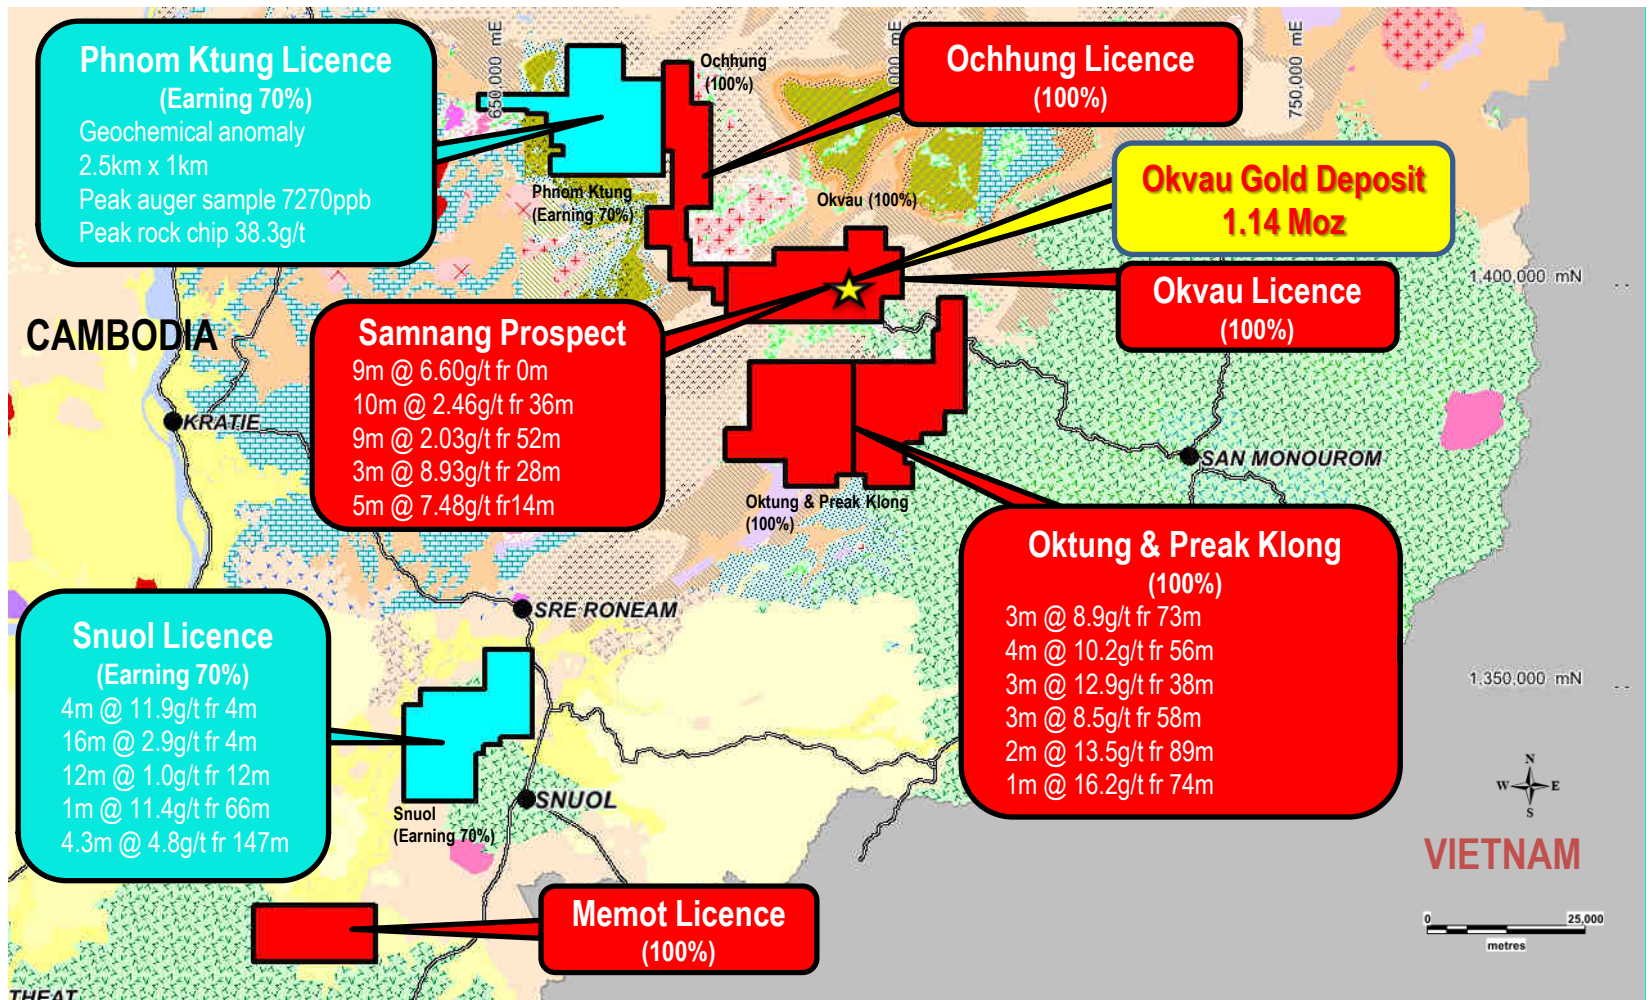 Phnom Ktung Licence
(Earning 70%)
Geochemical anomaly
2.5km x 1km
Peak auger sample 7270ppb
Peak rock chip 38.3g/t
650,000 mE
Ochhung
(100%)
Ochhung Licence
(100%)
750,000 mE
Phnom Ktung
(Earning 70%)
Okvau (100%)
Okvau Gold Deposit
1.14 Moz
1,400,000 mN
Okvau Licence
(100%)
CAMBODIA
Samnang Prospect
9m @ 6.60g/t fr 0m
10m @ 2.46g/t fr 36m
9m @ 2.03g/t fr 52m
3m @ 8.93g/t fr 28m
5m @ 7.48g/t fr14m
KRATIE
SAN MONOUROM
Oktung & Preak Klong
(100%)
Oktung & Preak Klong
(100%)
3m @ 8.9g/t fr 73m
4m @ 10.2g/t fr 56m
3m @ 12.9g/t fr 38m
3m @ 8.5g/t fr 58m
2m @ 13.5g/t fr 89m
1m @ 16.2g/t fr 74m
SRE RONEAM
Snuol Licence
(Earning 70%)
4m @ 11.9g/t fr 4m
16m @ 2.9g/t fr 4m
12m @ 1.0g/t fr 12m
1m @ 11.4g/t fr 66m
4.3m @ 4.8g/t fr 147m
1,350,000 mN
SNUOL
Snuol
(Earning 70%)
N
W E
S
VIETNAM
Memot Licence
(100%)
0 25,000
metres
THEAT